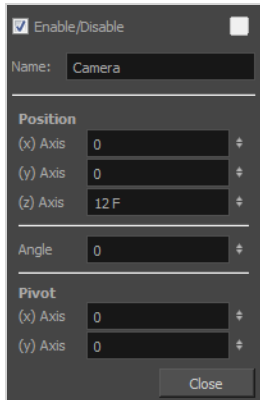 Enable/Disable
Name: Camera
Position
(x) Axis 0
(y) Axis 0
(z) Axis 12 F
Angle 0
Pivot
(x) Axis 0
(y) Axis 0
Close